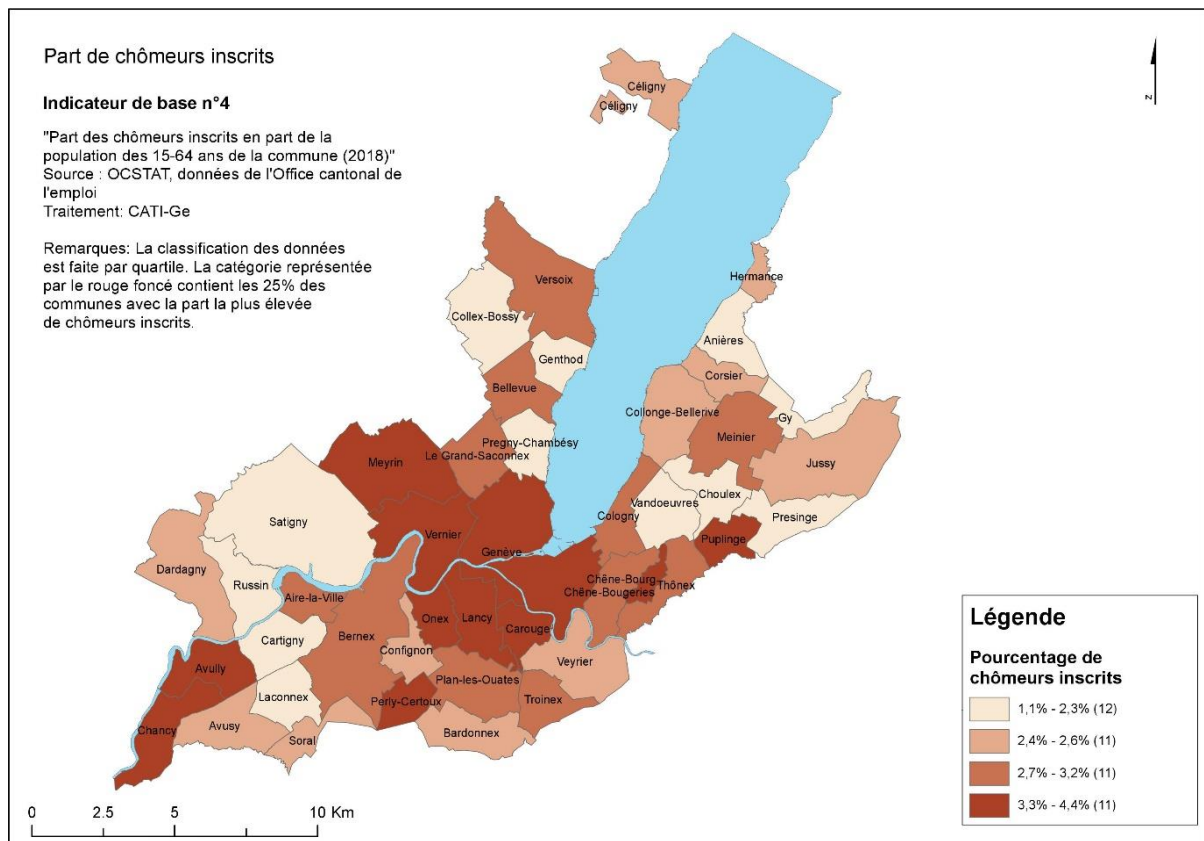 Part de chômeurs inscrits
Indicateur de base n°4
"Part des chômeurs inscrits en part de la
population des 15-64 ans de la commune (2018)"
Source : OCSTAT, données de l'Office cantonal de
l'emploi
Traitement: CATI-Ge
Remarques: La classification des données
est faite par quartile. La catégorie représentée
par le rouge foncé contient les 25% des
communes avec la part la plus élevée
de chômeurs inscrits.
z
Céligny
Céligny
Hermance
Versoix
Collex-Bossy
Anières
Genthod
Corsier
Bellevue
Collonge-Bellerive
Gy
Meinier
Pregny-Chambésy
Le Grand-Saconnex
Meyrin
Jussy
Choulex
Vandoeuvres
Presinge
Cologny
Satigny
Vernier
Puplinge
Genève
Dardagny
Russin
Chêne-Bourg
Thônex
Chêne-Bougeries
Aire-la-Ville
Onex
Lancy
Carouge
Cartigny
Bernex
Confignon
Veyrier
Avully
Plan-les-Ouates
Laconnex
Perly-Certoux
Troinex
Chancy
Avusy
Soral
Bardonnex
0 2.5 5 10 Km
Légende
Pourcentage de
chômeurs inscrits
1,1% - 2,3% (12)
2,4% - 2,6% (11)
2,7% - 3,2% (11)
3,3% - 4,4% (11)